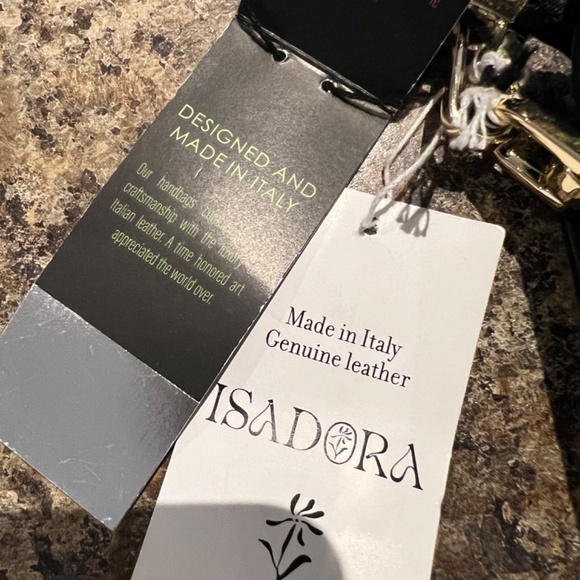 DESIGNED AND
MADE IN ITALY
Our handbags
craftsmanship with the
Italian leather. A time honored art
appreciated the world over.
Made in Italy
Genuine leather
ISADORA